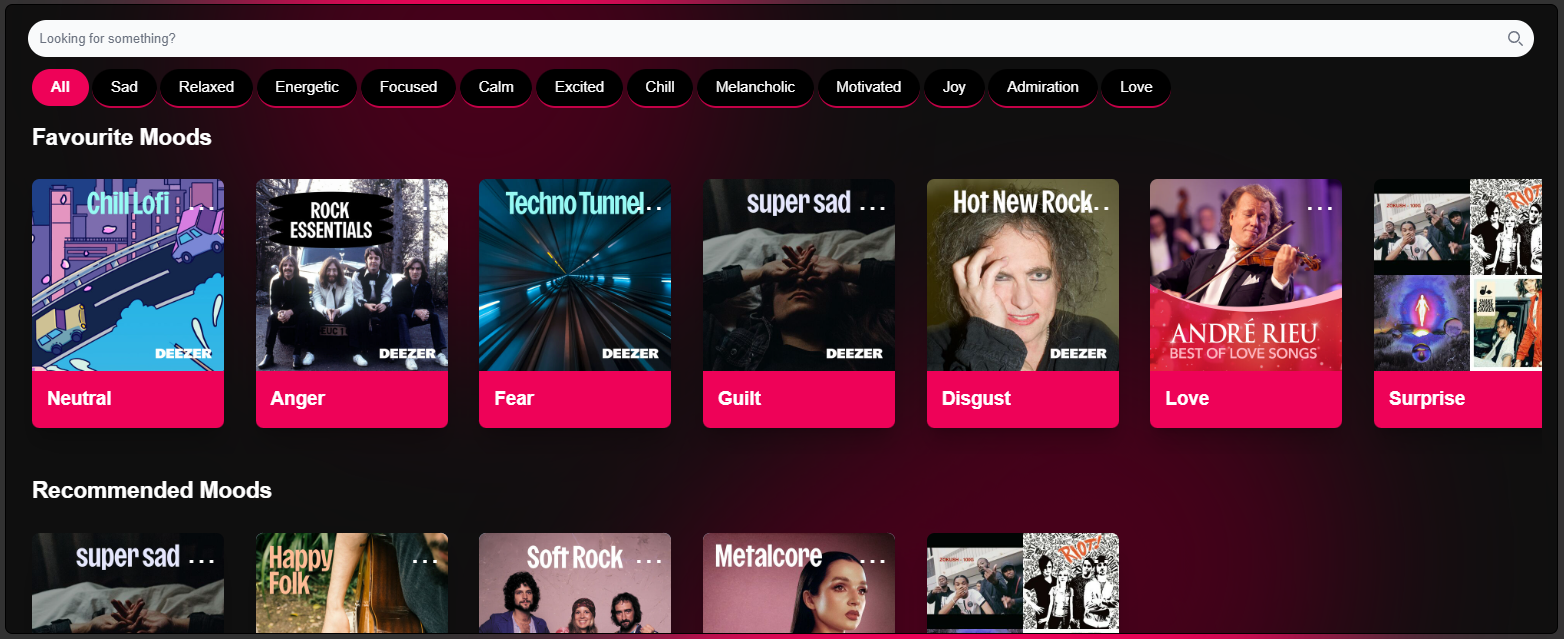 Looking for something?
All Sad Relaxed Energetic Focused Calm Excited Chill Melancholic Motivated Joy Admiration Love
Favourite Moods
Chill Lofi ...
DEEZER
Neutral
ROCK
ESSENTIALS
EUC 1
DEEZER
Anger
Techno Tunnel..
DEEZER
Fear
super sad ...
DEEZER
Guilt
Hot New Rock..
DEEZER
Disgust
...
ANDRÉ RIEU
BEST OF LOVE SONGS
Love
RIOT
Surprise
Recommended Moods
super sad ...
Happy ...
Folk
Soft Rock ...
Metalcore ...
RIOT!